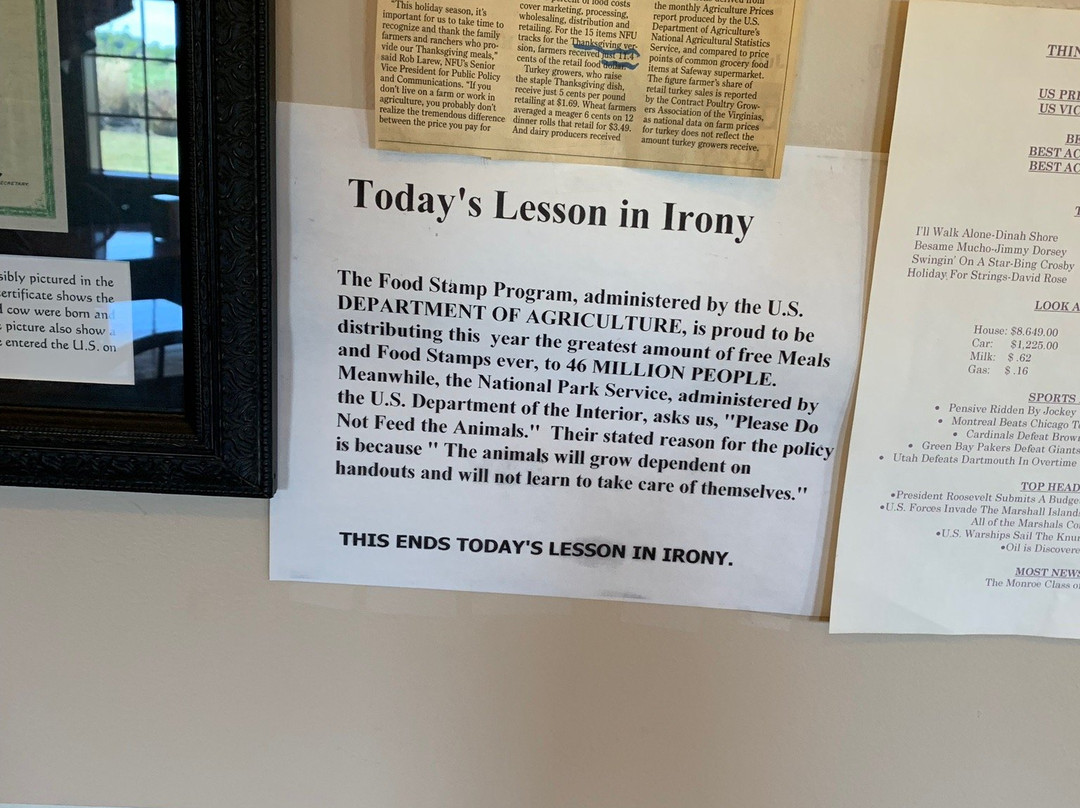 ECRETARY
sibly pictured in the
ertificate shows the
cow were born and
picture also show a
entered the U.S. on
"This holiday season, it's
important for us to take time to
recognize and thank the family
farmers and ranchers who pro-
vide our Thanksgiving meals,"
said Rob Larew, NFU's Senior
Vice President for Public Policy
and Communications. "If you
don't live on a farm or work in
agriculture, you probably don't
realize the tremendous difference
between the price you pay for
percent of food costs
cover marketing, processing,
wholesaling, distribution and
retailing. For the 15 items NFU
tracks for the Thanksgiving ver-
sion, farmers received just 11.4
cents of the retail food dollar.
Turkey growers, who raise
the staple Thanksgiving dish,
receive just 5 cents per pound
retailing at $1.69. Wheat farmers
averaged a meager 6 cents on 12
dinner rolls that retail for $3.49.
And dairy producers received
the monthly Agriculture Prices
report produced by the U.S.
Department of Agriculture's
National Agricultural Statistics
Service, and compared to price
points of common grocery food
items at Safeway supermarket.
The figure farmer's share of
retail turkey sales is reported
by the Contract Poultry Grow-
ers Association of the Virginias,
as national data on farm prices
for turkey does not reflect the
amount turkey growers receive.
Today's Lesson in Irony
The Food Stamp Program, administered by the U.S.
DEPARTMENT OF AGRICULTURE, is proud to be
distributing this year the greatest amount of free Meals
and Food Stamps ever, to 46 MILLION PEOPLE.
Meanwhile, the National Park Service, administered by
the U.S. Department of the Interior, asks us, "Please Do
Not Feed the Animals." Their stated reason for the policy
is because " The animals will grow dependent on
handouts and will not learn to take care of themselves."
THIS ENDS TODAY'S LESSON IN IRONY.
THIN
US PRE
US VIC
BE
BEST AC
BEST AC
T
I'll Walk Alone-Dinah Shore
Besame Mucho-Jimmy Dorsey
Swingin' On A Star-Bing Crosby
Holiday For Strings-David Rose
LOOK A
House: $8.649.00
Car: $1,225.00
Milk: $ .62
Gas: $ .16
SPORTS
• Pensive Ridden By Jockey
• Montreal Beats Chicago T
• Cardinals Defeat Brow
• Green Bay Pakers Defeat Giants
• Utah Defeats Dartmouth In Overtime
TOP HEAD
•President Roosevelt Submits A Budge
•U.S. Forces Invade The Marshall Island
All of the Marshals Co
•U.S. Warships Sail The Knu
•Oil is Discovere
MOST NEWS
The Monroe Class o